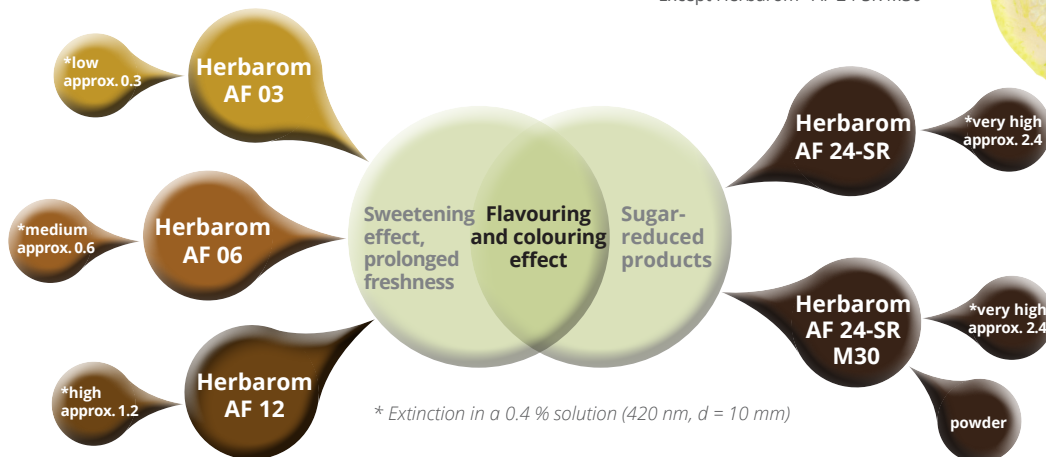 *low
approx. 0.3
Herbarom
AF 03
*medium
approx. 0.6
Herbarom
AF 06
*high
approx. 1.2
Herbarom
AF 12
Sweetening
effect,
prolonged
freshness
Flavouring
and colouring
effect
Sugar-
reduced
products
Herbarom
AF 24-SR
*very high
approx. 2.4
Herbarom
AF 24-SR
M30
*very high
approx. 2.4
powder
* Extinction in a 0.4 % solution (420 nm, d = 10 mm)